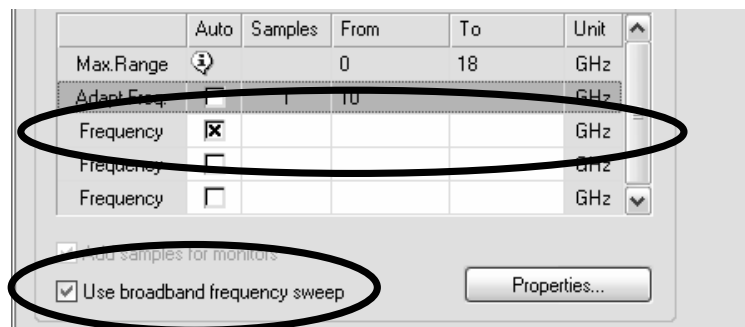 Auto Samples From To Unit
Max.Range 0 18 GHz
Adapt.Freq. 1 10 GHz
Frequency GHz
Frequency GHz
Frequency GHz
Add samples for monitors
Use broadband frequency sweep
Properties...